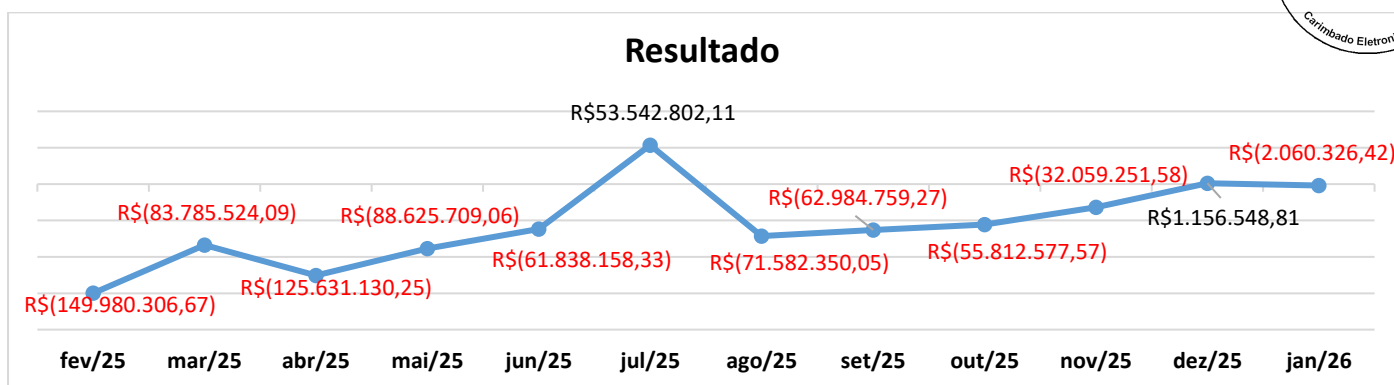 Carimbado Eletroni
Resultado
R$53.542.802,11
R$(2.060.326,42)
R$(32.059.251,58)
R$(62.984.759,27)
R$(83.785.524,09)
R$(88.625.709,06)
R$1.156.548,81
R$(55.812.577,57)
R$(61.838.158,33)
R$(71.582.350,05)
R$(125.631.130,25)
R$(149.980.306,67)
fev/25 mar/25 abr/25 mai/25 jun/25 jul/25 ago/25 set/25 out/25 nov/25 dez/25 jan/26